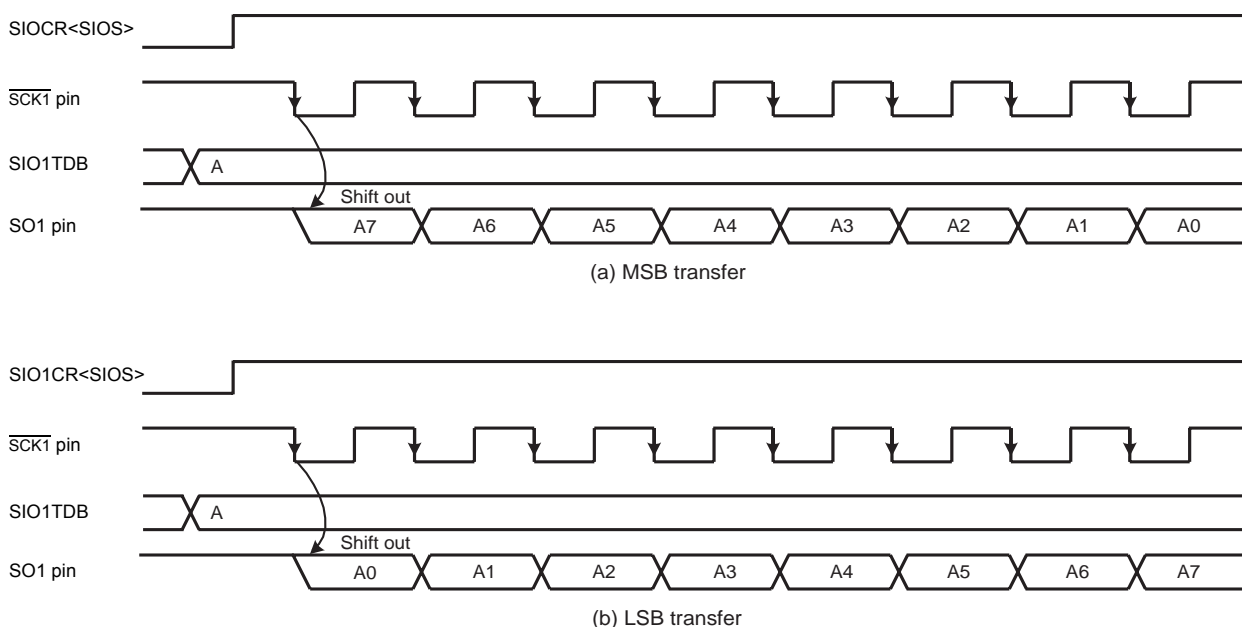 SIOCR<SIOS>
SCK1 pin
SIO1TDB
A
Shift out
SO1 pin
A7 A6 A5 A4 A3 A2 A1 A0
(a) MSB transfer
SIO1CR<SIOS>
SCK1 pin
SIO1TDB
A
Shift out
SO1 pin
A0 A1 A2 A3 A4 A5 A6 A7
(b) LSB transfer